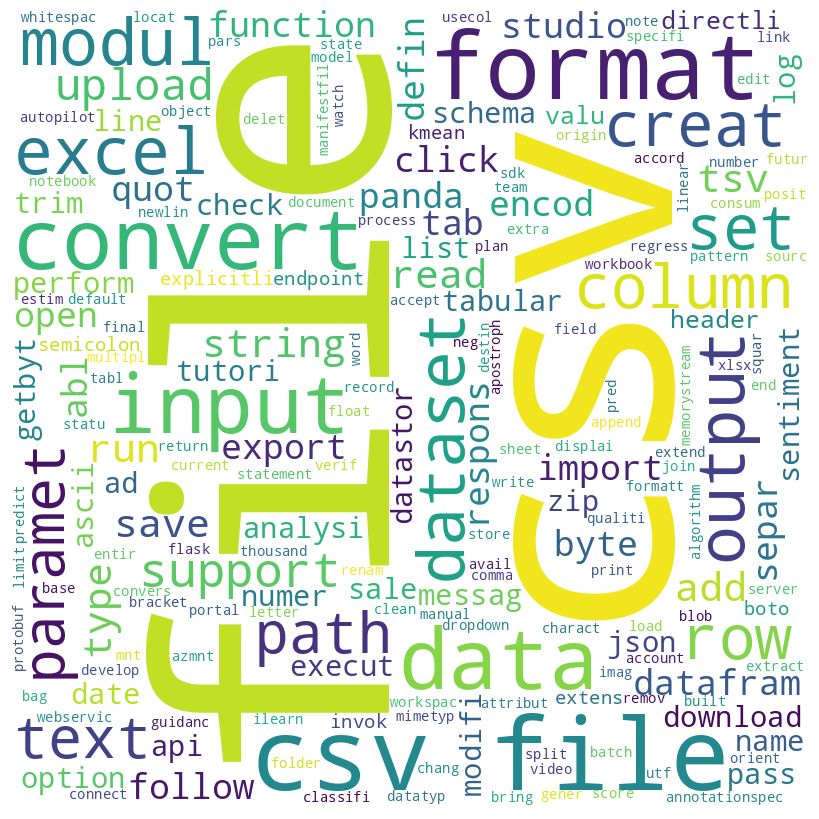 whitespac locat function usecol note directli
modul pars state studio specifi link
model format
upload defin edit log
autopilot line object delet manifestfil watch schema valu creat
excel kmean origin
click accord number futur
notebook quot document panda sdk linear tsv posit
trim newlin check process tab team encod consum
convert extra list plan pattern set sourc
regress
perform explicitli endpoint read workbook column
estim default accept tabular
open final field header
semicolon string word neg destin apostroph
multipl xlsx squar
getbyt tabl tutori record pred memorystream end
abl statu input float dataset append output sentiment
run return export datastor respons sheet displai extend join
current statement verif import formatt
paramet ascii ad write algorithm separ
save analysi zip qualiti
limit predict entir flask thousand store
type support renam avail comma byte print add server
protobuf base convers numer sale messag boto
bracket letter clean manual blob
portal path dropdown charact json row
mnt data load
develop azmnt execut imag account extract
bag date workspac attribut extens remov datafram built
webservic guidanc ilearn invok mimetyp modifi download
text api file csv file name
option folder split batch utf orient
connect follow chang video pass
classifi datatyp bring gener score annotationspec
file
csv